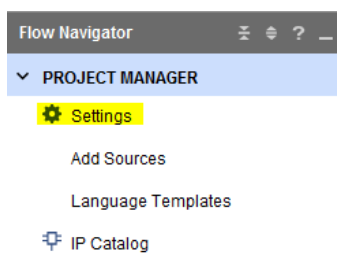 Flow Navigator ?
PROJECT MANAGER
Settings
Add Sources
Language Templates
IP Catalog